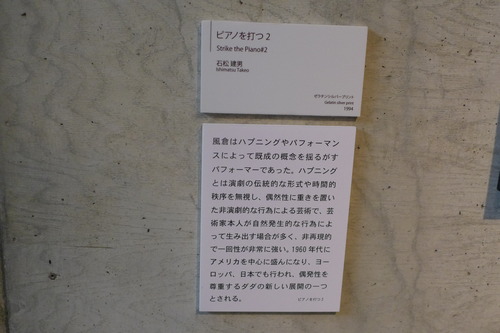 ピアノを打つ 2
Strike the Piano#2
石松 健男
Ishimatsu Takeo
ゼラチンシルバープリント
Gelatin silver print
1994
風倉はハプニングやパフォーマン
スによって既成の概念を揺るがす
パフォーマーであった。ハプニング
とは演劇の伝統的な形式や時間的
秩序を無視し、偶然性に重きを置い
た非演劇的な行為による芸術で、芸
術家本人が自然発生的な行為によ
って生み出す場合が多く、非再現的
で一回性が非常に強い。1960 年代に
アメリカを中心に盛んになり、ヨー
ロッパ、日本でも行われ、偶発性を
尊重するダダの新しい展開の一つ
とされる。
ピアノを打つ 2